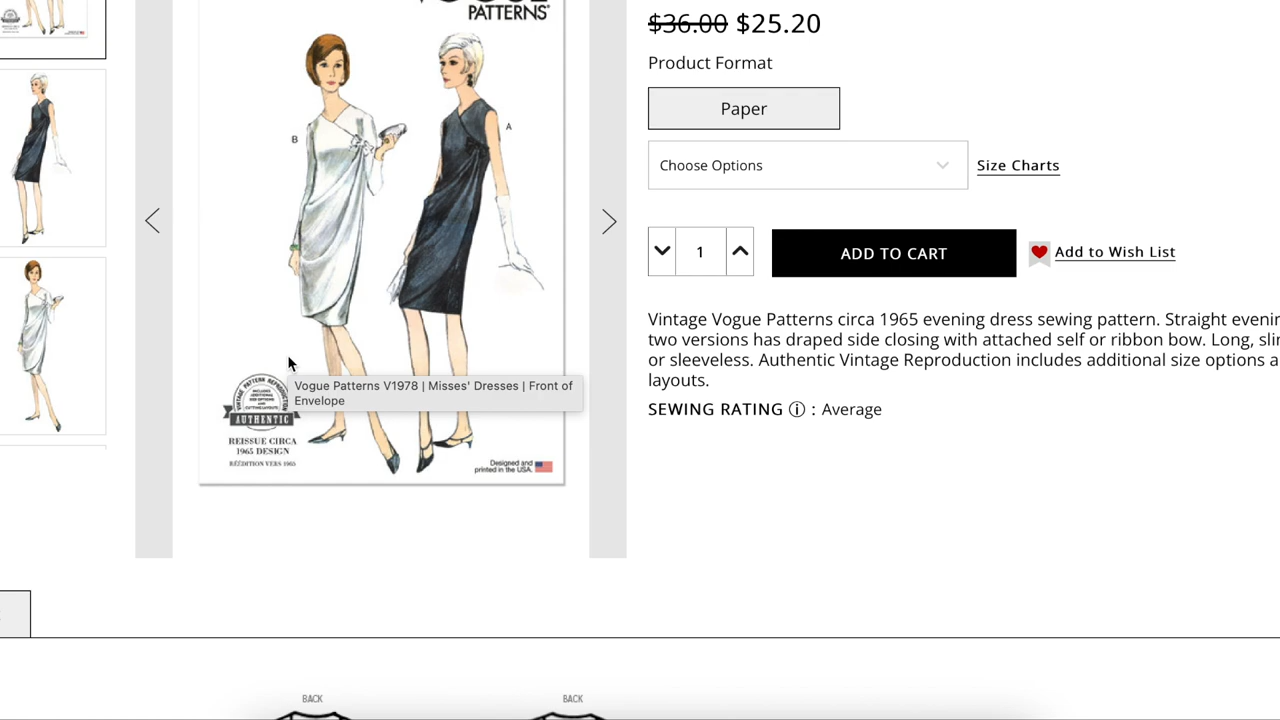 PATTERNS
B
A
AUTHENTIC
REISSUE CIRCA
1965 DESIGN
RÉÉDITION VERS 1965
Designed and
printed in the USA.
Vogue Patterns V1978 | Misses' Dresses | Front of
Envelope
$36.00 $25.20
Product Format
Paper
Choose Options
Size Charts
1
ADD TO CART
Add to Wish List
Vintage Vogue Patterns circa 1965 evening dress sewing pattern. Straight
two versions has draped side closing with attached self or ribbon bow. Long,
or sleeveless. Authentic Vintage Reproduction includes additional size options
layouts.
SEWING RATING ⓘ : Average
BACK
BACK